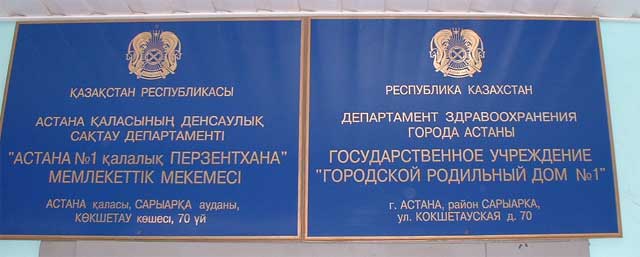 ҚАЗАҚСТАН РЕСПУБЛИКАСЫ
АСТАНА ҚАЛАСЫНЫҢ ДЕНСАУЛЫҚ
САҚТАУ ДЕПАРТАМЕНТІ
"АСТАНА №1 қалалық ПЕРЗЕНТХАНА"
МЕМЛЕКЕТТІК МЕКЕМЕСІ
АСТАНА қаласы, САРЫАРҚА ауданы,
КӨКШЕТАУ көшесі, 70 үй
РЕСПУБЛИКА КАЗАХСТАН
ДЕПАРТАМЕНТ ЗДРАВООХРАНЕНИЯ
ГОРОДА АСТАНЫ
ГОСУДАРСТВЕННОЕ УЧРЕЖДЕНИЕ
"ГОРОДСКОЙ РОДИЛЬНЫЙ ДОМ №1"
г. АСТАНА, район САРЫАРКА,
ул. КОКШЕТАУСКАЯ д. 70